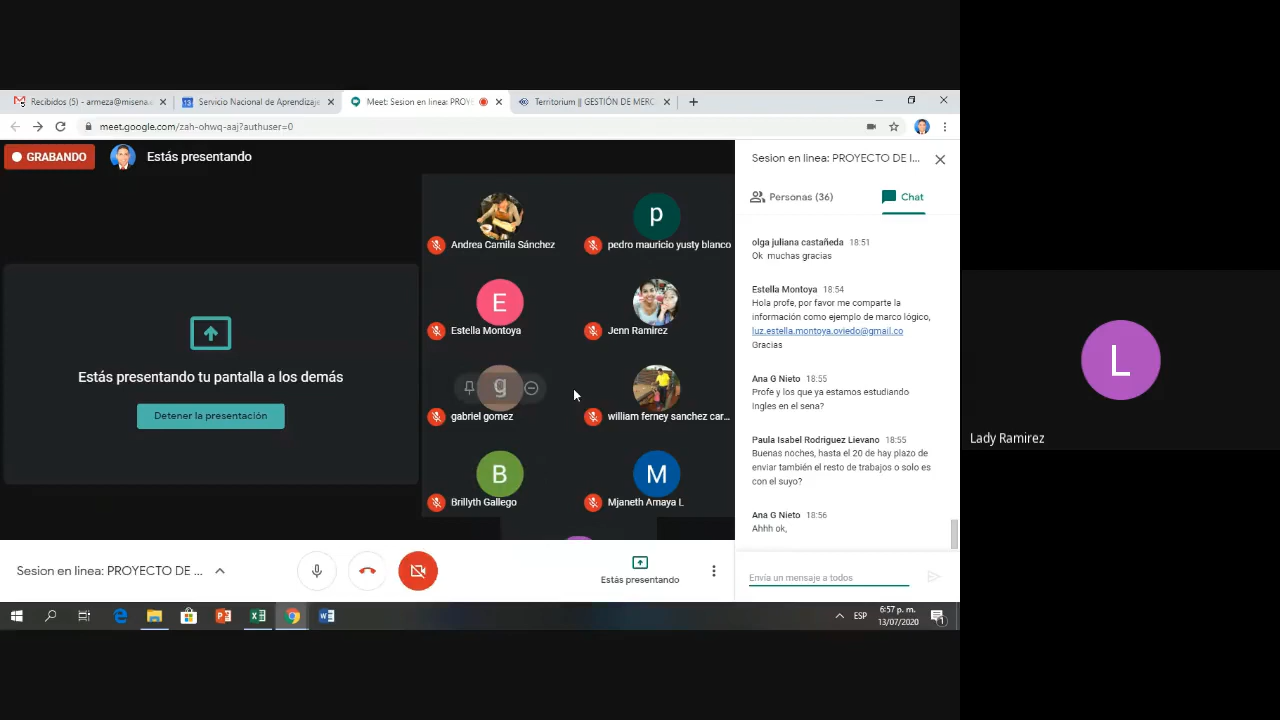 Recibidos (5) - armeza@misena.e
Servicio Nacional de Aprendizaje
Meet: Sesion en linea: PROYE
Territorium || GESTIÓN DE MERC
meet.google.com/zah-ohwq-aaj?authuser=0
GRABANDO
Estás presentando
Sesion en linea: PROYECTO DE I...
Personas (36)
Chat
Andrea Camila Sánchez
p
pedro mauricio yusty blanco
E
Estella Montoya
Jenn Ramirez
g
gabriel gomez
william ferney sanchez car...
B
Brillyth Gallego
M
Mjaneth Amaya L
Estás presentando tu pantalla a los demás
Detener la presentación
olga juliana castañeda 18:51
Ok muchas gracias
Estella Montoya 18:54
Hola profe, por favor me comparte la
información como ejemplo de marco lógico,
luz.estella.montoya.oviedo@gmail.co
Gracias
Ana G Nieto 18:55
Profe y los que ya estamos estudiando
Ingles en el sena?
Paula Isabel Rodriguez Lievano 18:55
Buenas noches, hasta el 20 de hay plazo de
enviar también el resto de trabajos o solo es
con el suyo?
Ana G Nieto 18:56
Ahhh ok,
Envía un mensaje a todos
Sesion en linea: PROYECTO DE ...
Estás presentando
ESP
6:57 p. m.
13/07/2020
L
Lady Ramirez